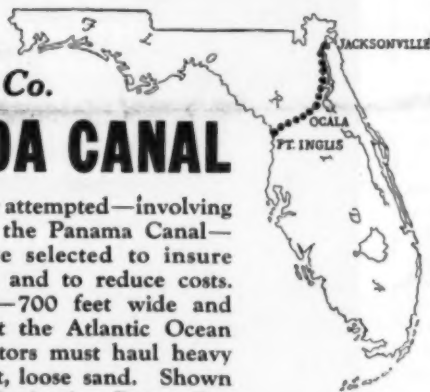 JACKSONVILLE
Co.
OCALA
PT. INGLIS
DA CANAL
attempted—involving
the Panama Canal—
e selected to insure
and to reduce costs.
—700 feet wide and
t the Atlantic Ocean
tors must haul heavy
t, loose sand. Shown